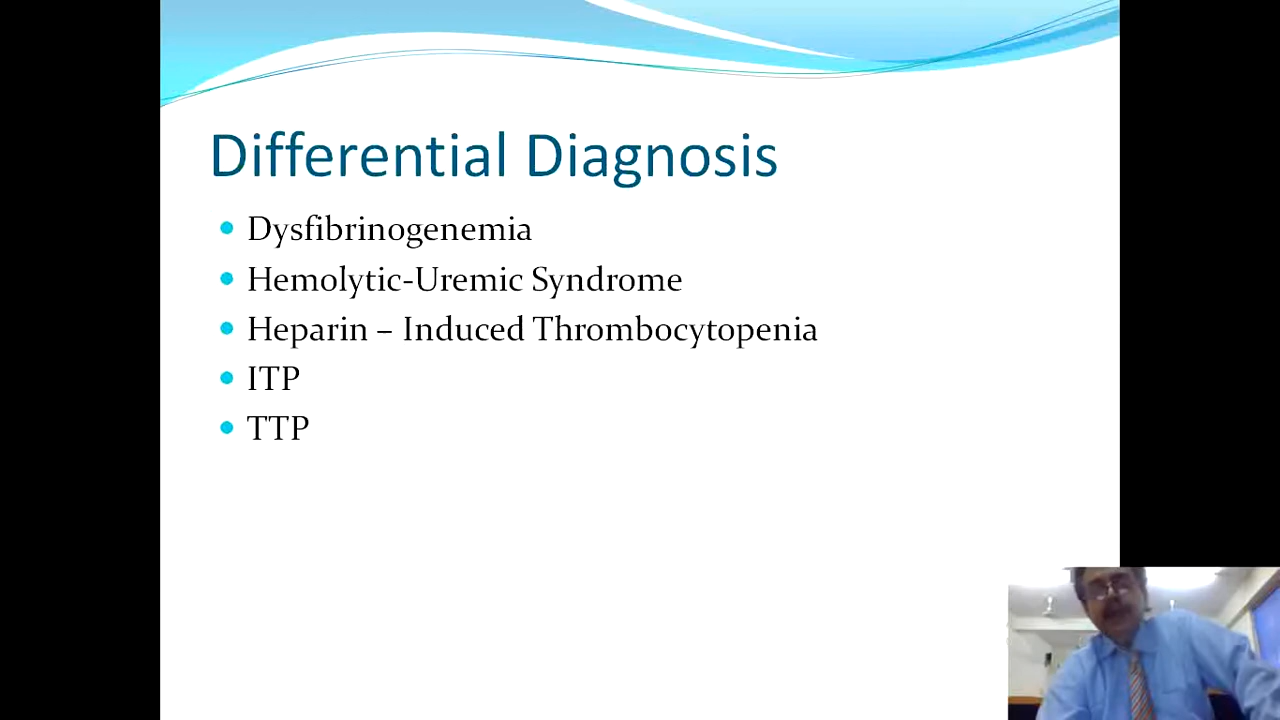 Differential Diagnosis
Dysfibrinogenemia
Hemolytic-Uremic Syndrome
Heparin – Induced Thrombocytopenia
ITP
TTP